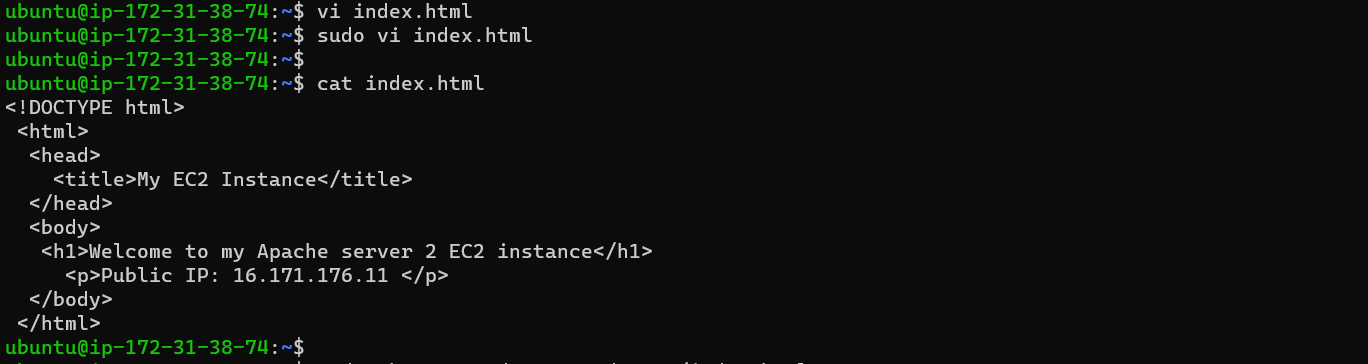 ubuntu@ip-172-31-38-74:~$ vi index.html
ubuntu@ip-172-31-38-74:~$ sudo vi index.html
ubuntu@ip-172-31-38-74:~$
ubuntu@ip-172-31-38-74:~$ cat index.html
<!DOCTYPE html>
 <html>
  <head>
    <title>My EC2 Instance</title>
  </head>
  <body>
   <h1>Welcome to my Apache server 2 EC2 instance</h1>
     <p>Public IP: 16.171.176.11 </p>
  </body>
 </html>
ubuntu@ip-172-31-38-74:~$